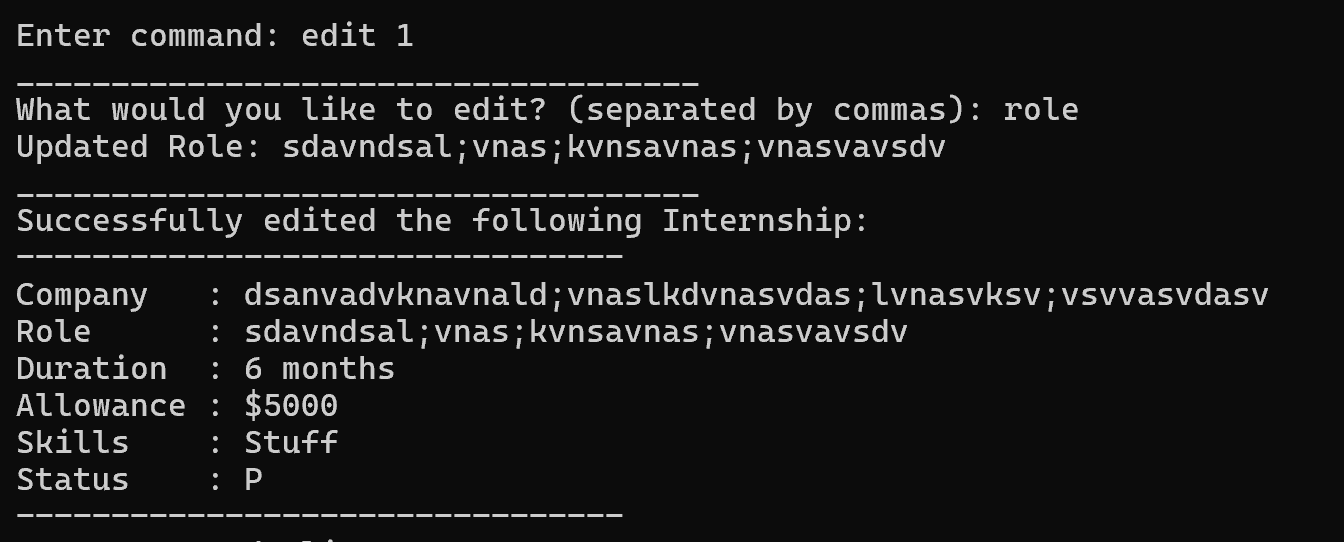 Enter command: edit 1
____________________________________
What would you like to edit? (separated by commas): role
Updated Role: sdavndsal;vnas;kvnsavnas;vnasvavsdv
____________________________________
Successfully edited the following Internship:
--------------------------------
Company   : dsanvadvknavnald;vnaslkdvnasvdas;lvnasvksv;vsvvasvdasv
Role      : sdavndsal;vnas;kvnsavnas;vnasvavsdv
Duration  : 6 months
Allowance : $5000
Skills    : Stuff
Status    : P
--------------------------------